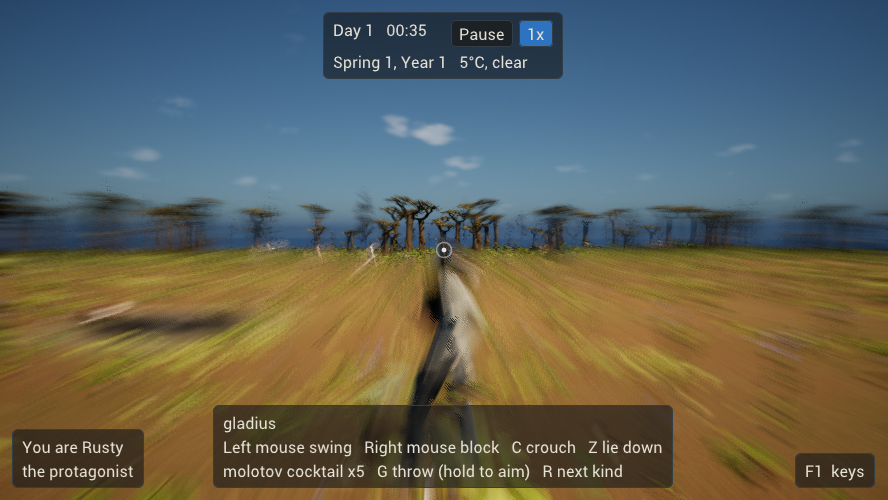 Day 1 00:35 Pause 1x
Spring 1, Year 1 5°C, clear
gladius
Left mouse swing Right mouse block C crouch Z lie down
molotov cocktail x5 G throw (hold to aim) R next kind
You are Rusty
the protagonist
F1 keys